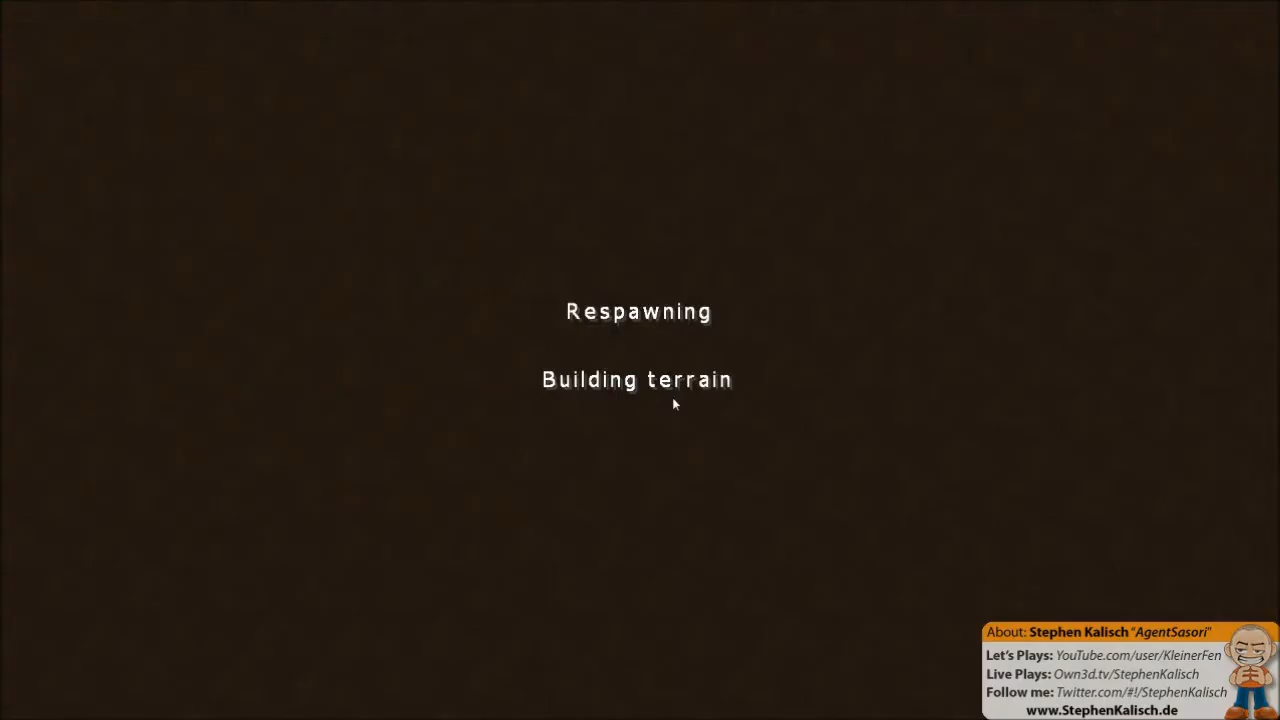 Respawning
Building terrain
About: Stephen Kalisch "AgentSasori"
Let's Plays: YouTube.com/user/KleinerFen
Live Plays: Own3d.tv/StephenKalisch
Follow me: Twitter.com/#!/StephenKalisch
www.StephenKalisch.de